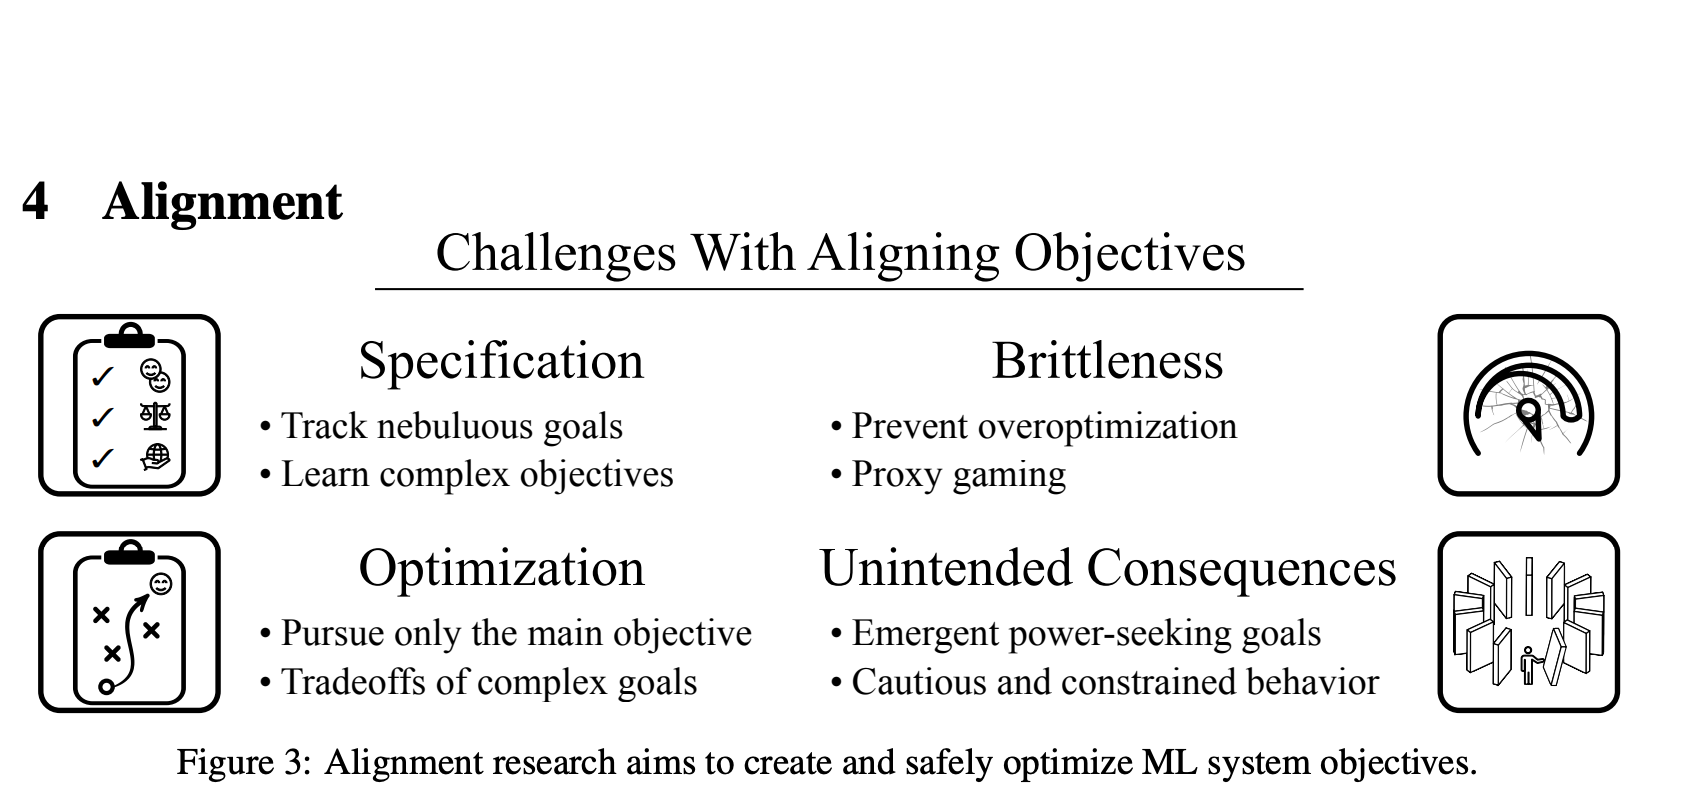 4 Alignment
Challenges With Aligning Objectives
Specification
• Track nebuluous goals
• Learn complex objectives
Brittleness
• Prevent overoptimization
• Proxy gaming
Optimization
• Pursue only the main objective
• Tradeoffs of complex goals
Unintended Consequences
• Emergent power-seeking goals
• Cautious and constrained behavior
Figure 3: Alignment research aims to create and safely optimize ML system objectives.